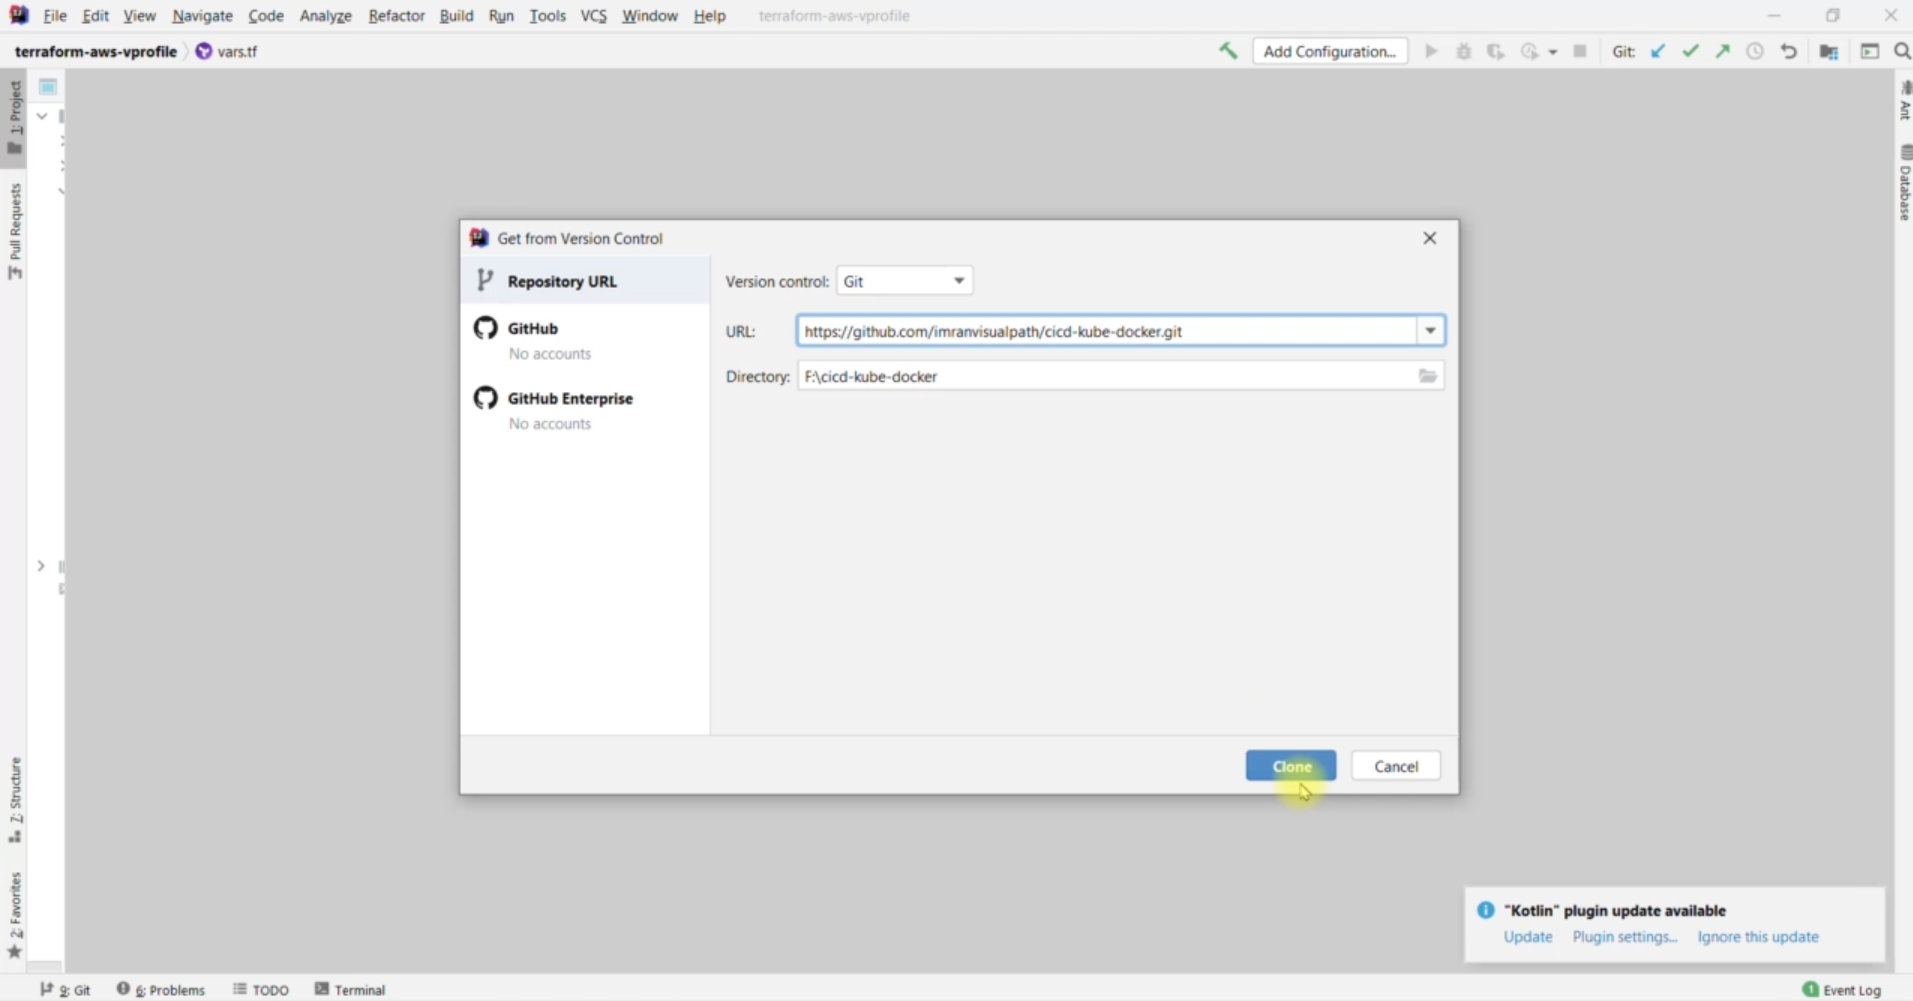 File Edit View Navigate Code Analyze Refactor Build Run Tools VCS Window Help terraform-aws-vprofile
terraform-aws-vprofile vars.tf Add Configuration... Git:
1: Project
Pull Requests
Z: Structure
2: Favorites
Ant
Database
Get from Version Control
Repository URL
GitHub
No accounts
GitHub Enterprise
No accounts
Version control: Git
URL: https://github.com/imranvisualpath/cicd-kube-docker.git
Directory: F:\cicd-kube-docker
Clone Cancel
"Kotlin" plugin update available
Update Plugin settings... Ignore this update
9: Git 6: Problems TODO Terminal 1 Event Log